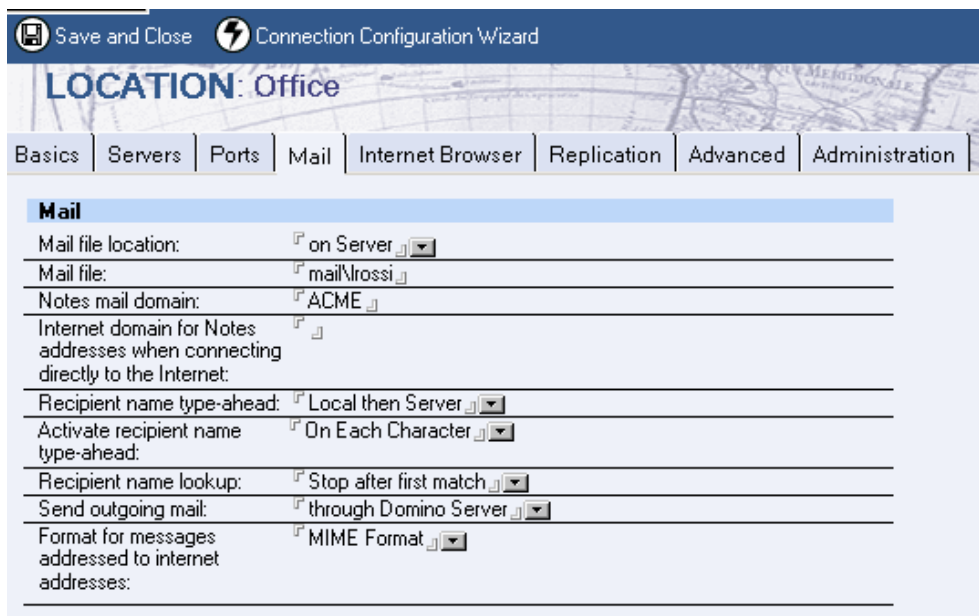 Save and Close Connection Configuration Wizard
LOCATION: Office
Basics Servers Ports Mail Internet Browser Replication Advanced Administration
Mail
Mail file location: on Server
Mail file: mail\lrossi
Notes mail domain: ACME
Internet domain for Notes
addresses when connecting
directly to the Internet:
Recipient name type-ahead: Local then Server
Activate recipient name On Each Character
type-ahead:
Recipient name lookup: Stop after first match
Send outgoing mail: through Domino Server
Format for messages MIME Format
addressed to internet
addresses: